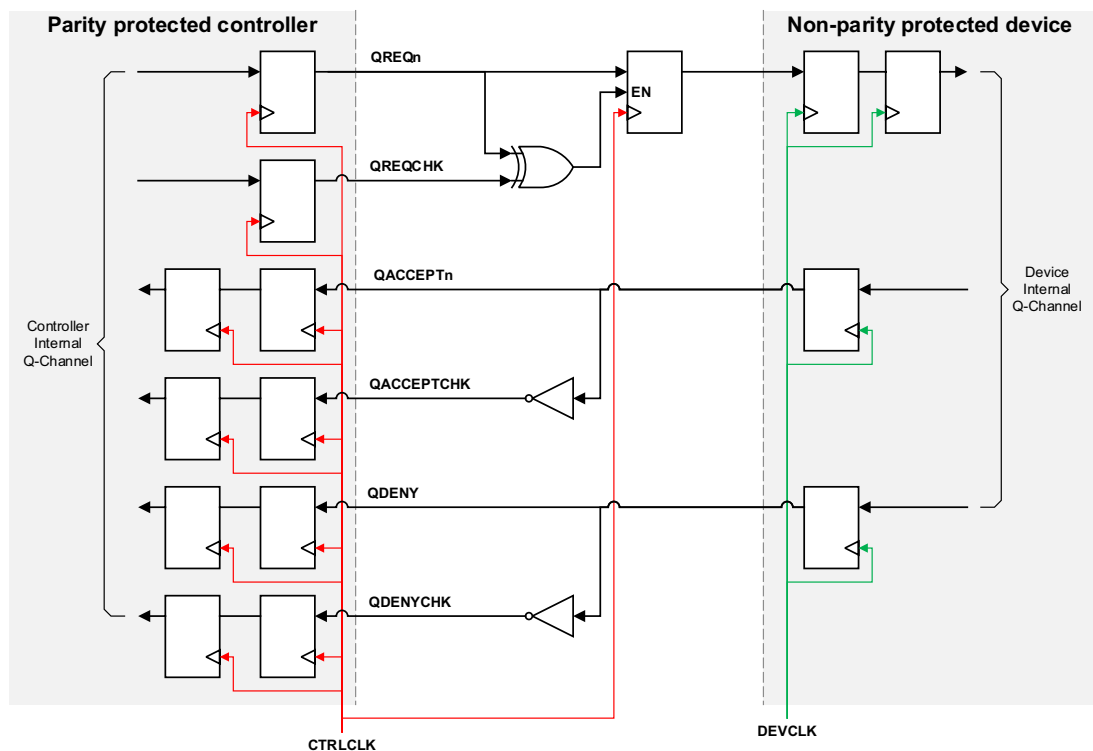 Parity protected controller
Non-parity protected device
QREQn
EN
QREQCHK
QACCEPTn
Controller
Internal
Q-Channel
Device
Internal
Q-Channel
QACCEPTCHK
QDENY
QDENYCHK
CTRLCLK
DEVCLK